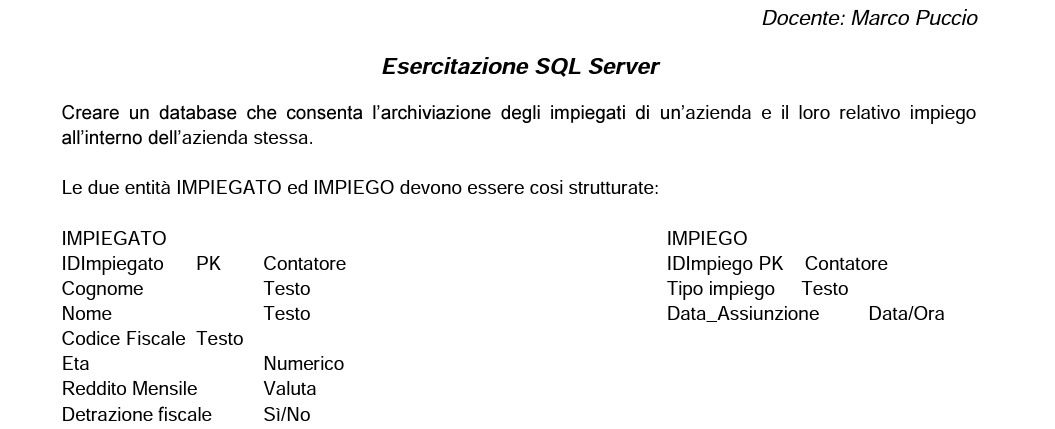 Docente: Marco Puccio
Esercitazione SQL Server
Creare un database che consenta l'archiviazione degli impiegati di un'azienda e il loro relativo impiego
all'interno dell'azienda stessa.
Le due entità IMPIEGATO ed IMPIEGO devono essere cosi strutturate:
IMPIEGATO
IDImpiegato PK Contatore
Cognome Testo
Nome Testo
Codice Fiscale Testo
Eta Numerico
Reddito Mensile Valuta
Detrazione fiscale Sì/No
IMPIEGO
IDImpiego PK Contatore
Tipo impiego Testo
Data_Assiunzione Data/Ora